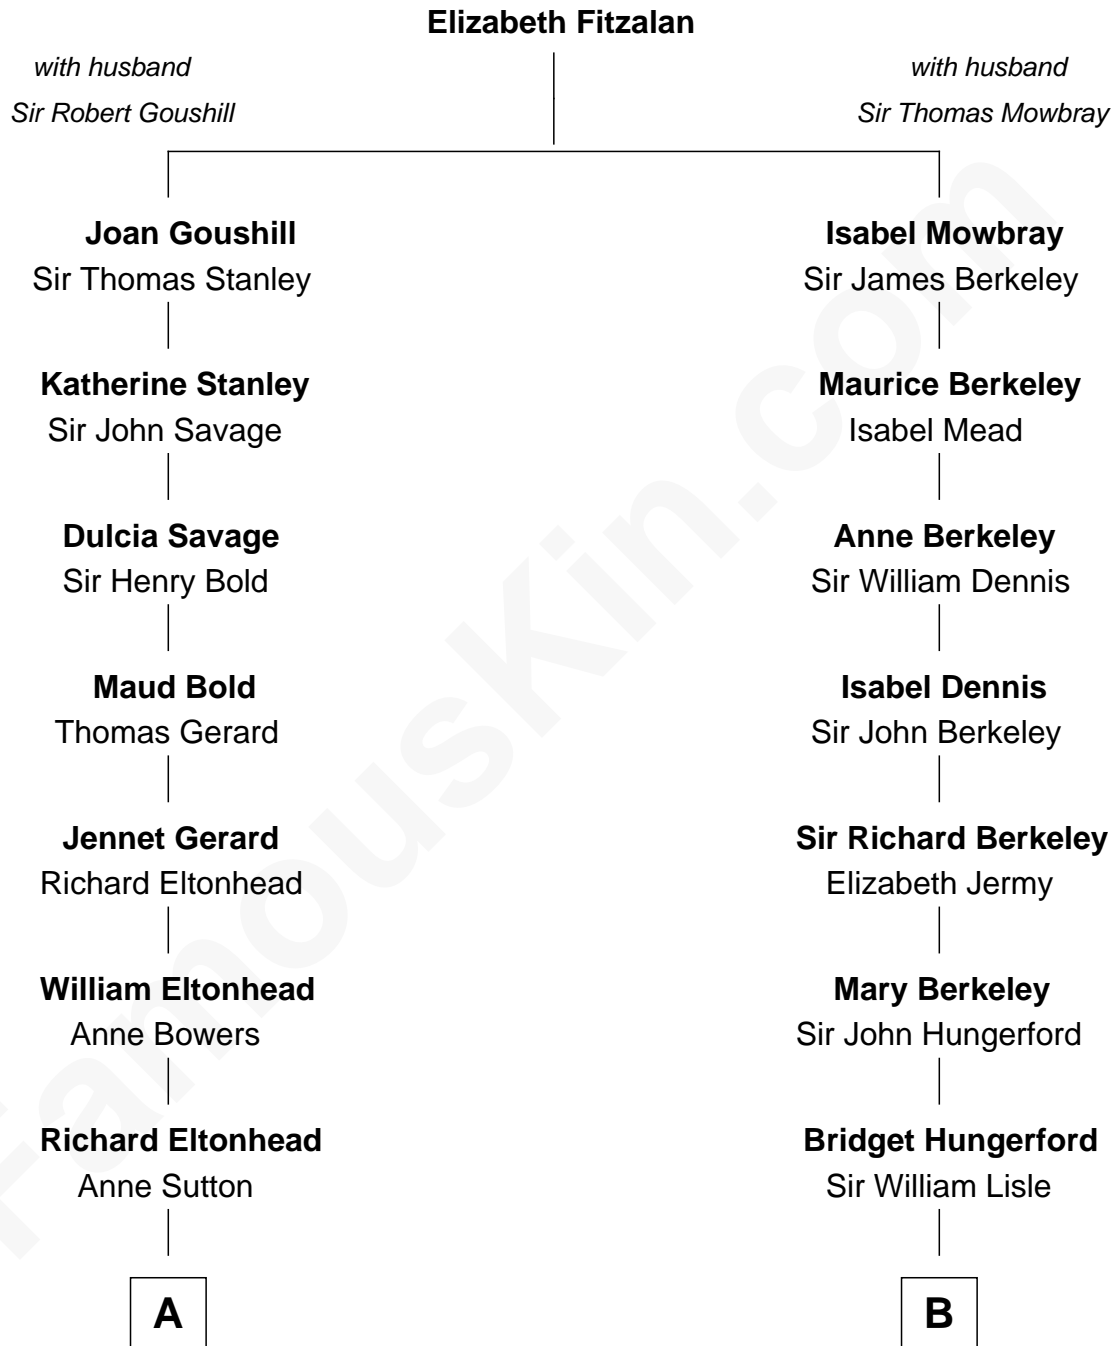 Elizabeth Fitzalan
with husband
Sir Robert Goushill
with husband
Sir Thomas Mowbray
Joan Goushill
Sir Thomas Stanley
Isabel Mowbray
Sir James Berkeley
Katherine Stanley
Sir John Savage
Maurice Berkeley
Isabel Mead
Dulcia Savage
Sir Henry Bold
Anne Berkeley
Sir William Dennis
Maud Bold
Thomas Gerard
Isabel Dennis
Sir John Berkeley
Jennet Gerard
Richard Eltonhead
Sir Richard Berkeley
Elizabeth Jermy
William Eltonhead
Anne Bowers
Mary Berkeley
Sir John Hungerford
Richard Eltonhead
Anne Sutton
Bridget Hungerford
Sir William Lisle
A
B
FamousKin.com